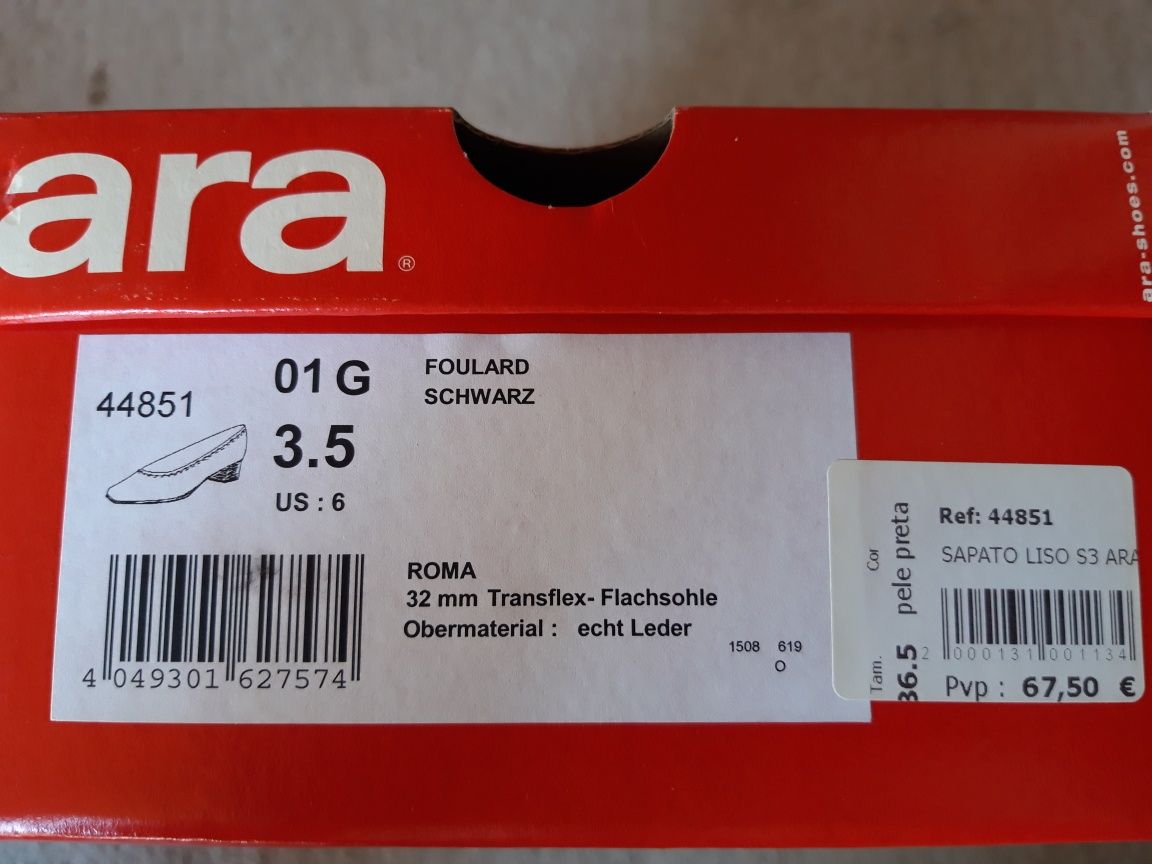 ara®
ara-shoes.com
44851
01 G
3.5
US : 6
FOULARD
SCHWARZ
4 049301 627574
ROMA
32 mm Transflex- Flachsohle
Obermaterial : echt Leder
1508 619
O
Ref: 44851
SAPATO LISO S3 ARA
Cor pele preta
Tam. 36.5
2 000131 001134
Pvp : 67,50 €